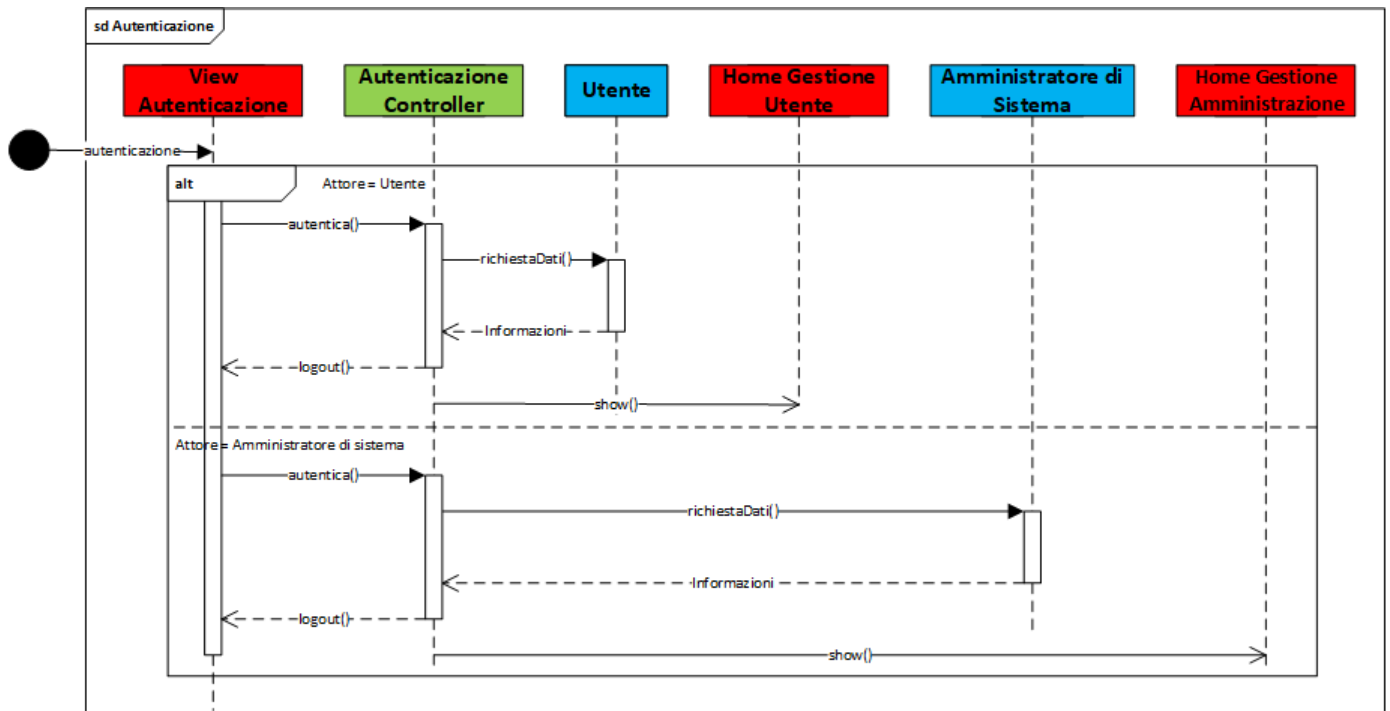 sd Autenticazione
View
Autenticazione
Autenticazione
Controller
Utente
Home Gestione
Utente
Amministratore di
Sistema
Home Gestione
Amministrazione
autenticazione
alt
Attore = Utente
autentica()
richiestaDati()
Informazioni
logout()
show()
Attore = Amministratore di sistema
autentica()
richiestaDati()
Informazioni
logout()
show()